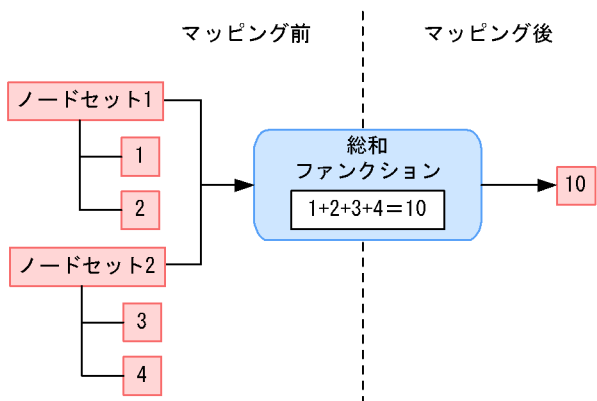 マッピング前
マッピング後
ノードセット1
1
2
総和
ファンクション
1+2+3+4=10
10
ノードセット2
3
4